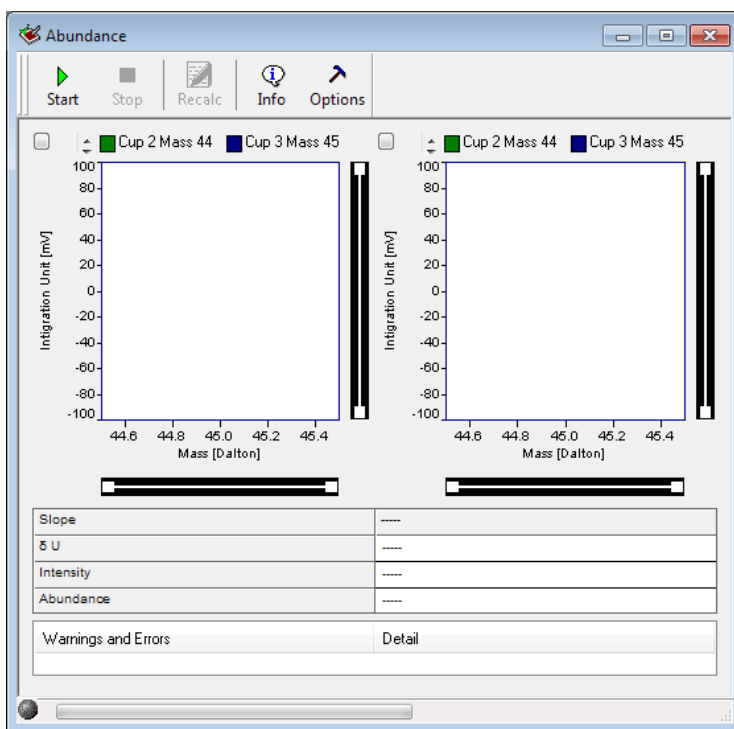 Abundance
Start Stop Recalc Info Options
Cup 2 Mass 44 Cup 3 Mass 45
100
80
60
40
20
0
-20
-40
-60
-80
-100
Intigration Unit [mV]
44.6 44.8 45.0 45.2 45.4
Mass [Dalton]
Cup 2 Mass 44 Cup 3 Mass 45
100
80
60
40
20
0
-20
-40
-60
-80
-100
Intigration Unit [mV]
44.6 44.8 45.0 45.2 45.4
Mass [Dalton]
Slope -----
δ U -----
Intensity -----
Abundance -----
Warnings and Errors Detail